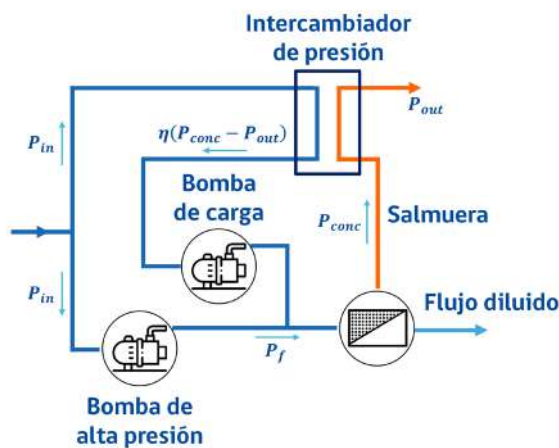 Intercambiador
de presión
P_out
P_in
η(P_conc − P_out)
Bomba
de carga
P_conc
Salmuera
P_in
Flujo diluido
P_f
Bomba de
alta presión